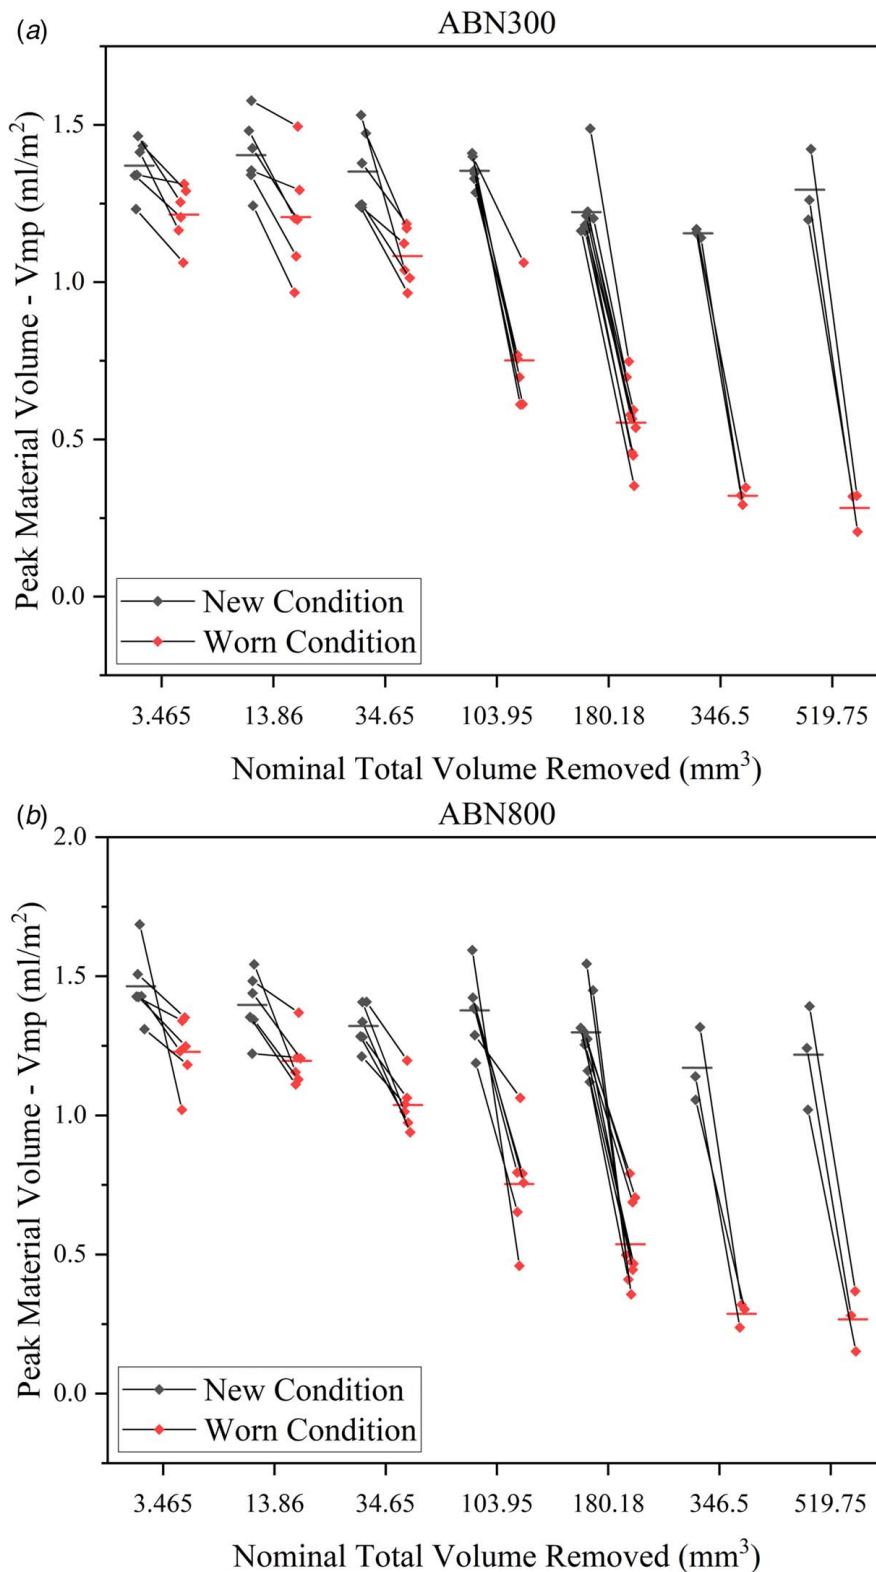 (a)
ABN300
Peak Material Volume - Vmp (ml/m²)
1.5
1.0
0.5
0.0
New Condition
Worn Condition
3.465 13.86 34.65 103.95 180.18 346.5 519.75
Nominal Total Volume Removed (mm³)
(b)
ABN800
Peak Material Volume - Vmp (ml/m²)
2.0
1.5
1.0
0.5
0.0
New Condition
Worn Condition
3.465 13.86 34.65 103.95 180.18 346.5 519.75
Nominal Total Volume Removed (mm³)